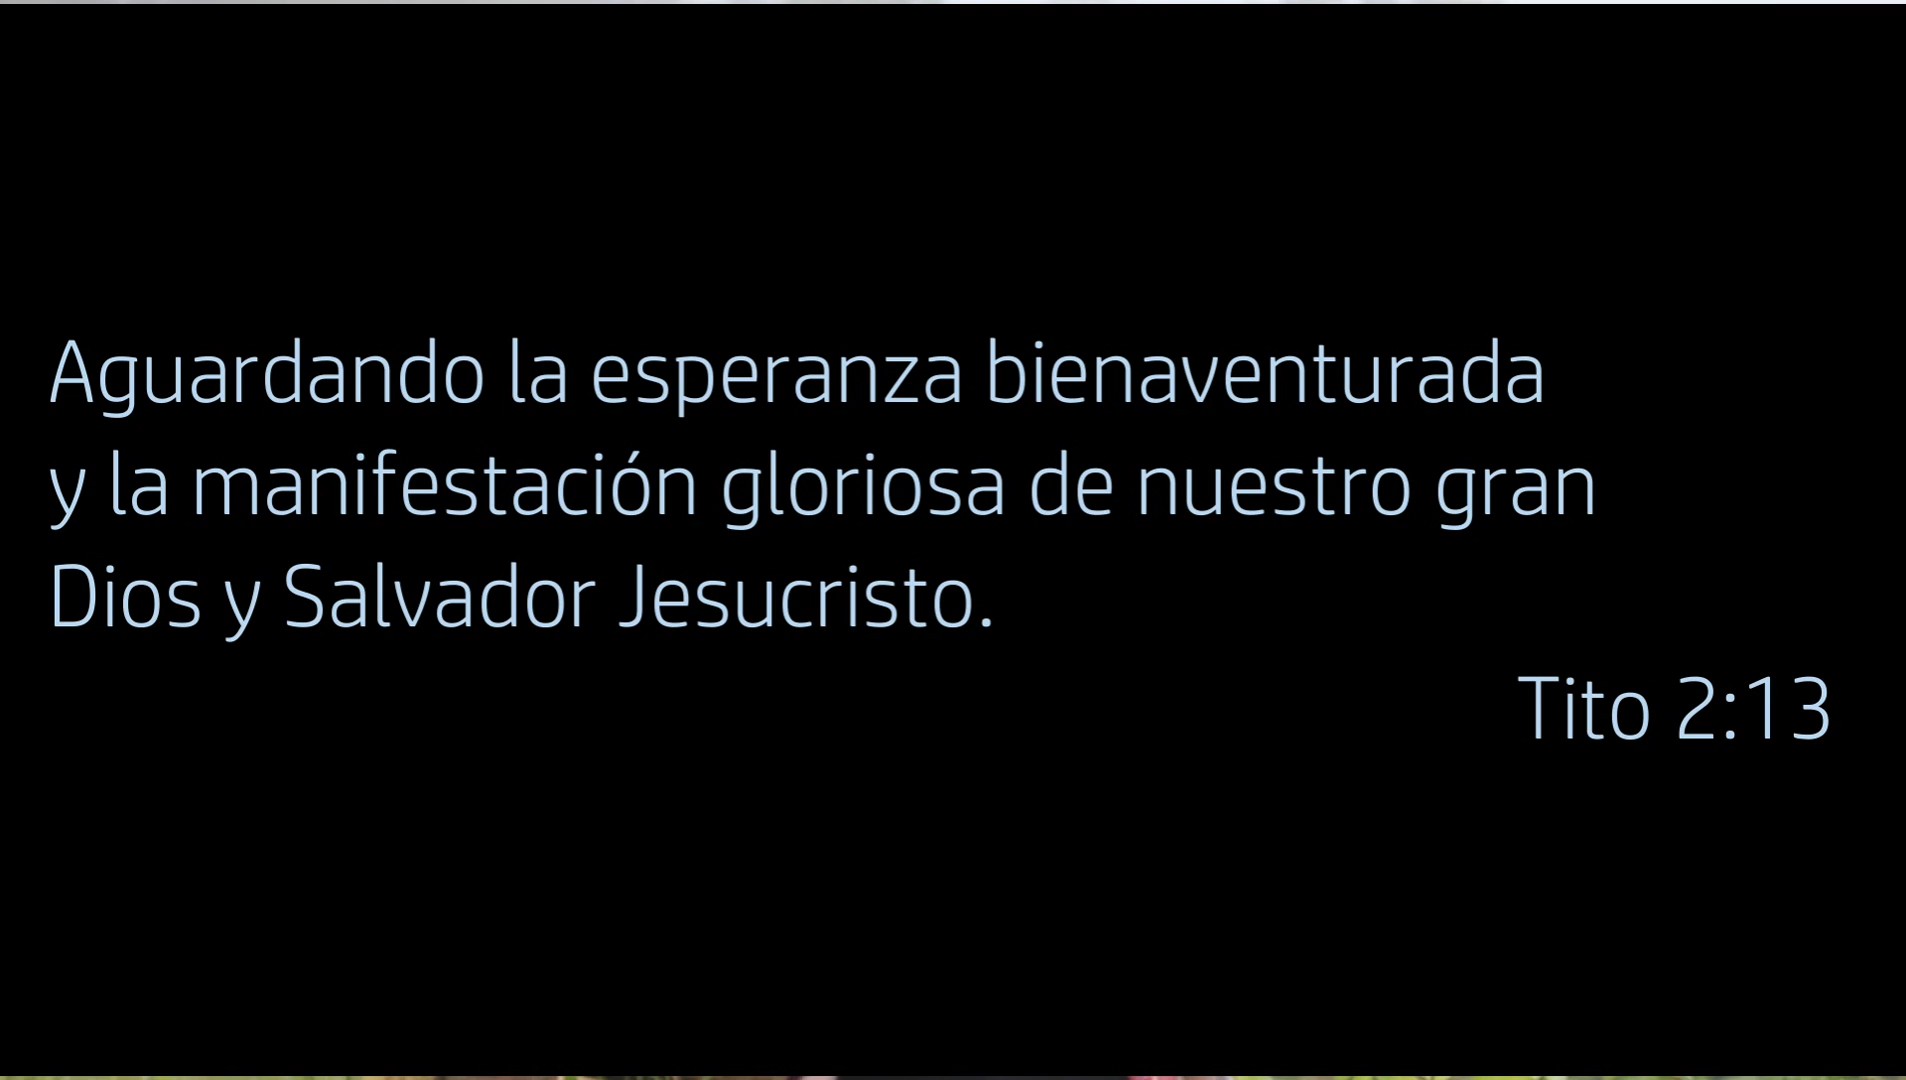 Aguardando la esperanza bienaventurada
y la manifestación gloriosa de nuestro gran
Dios y Salvador Jesucristo.
Tito 2:13